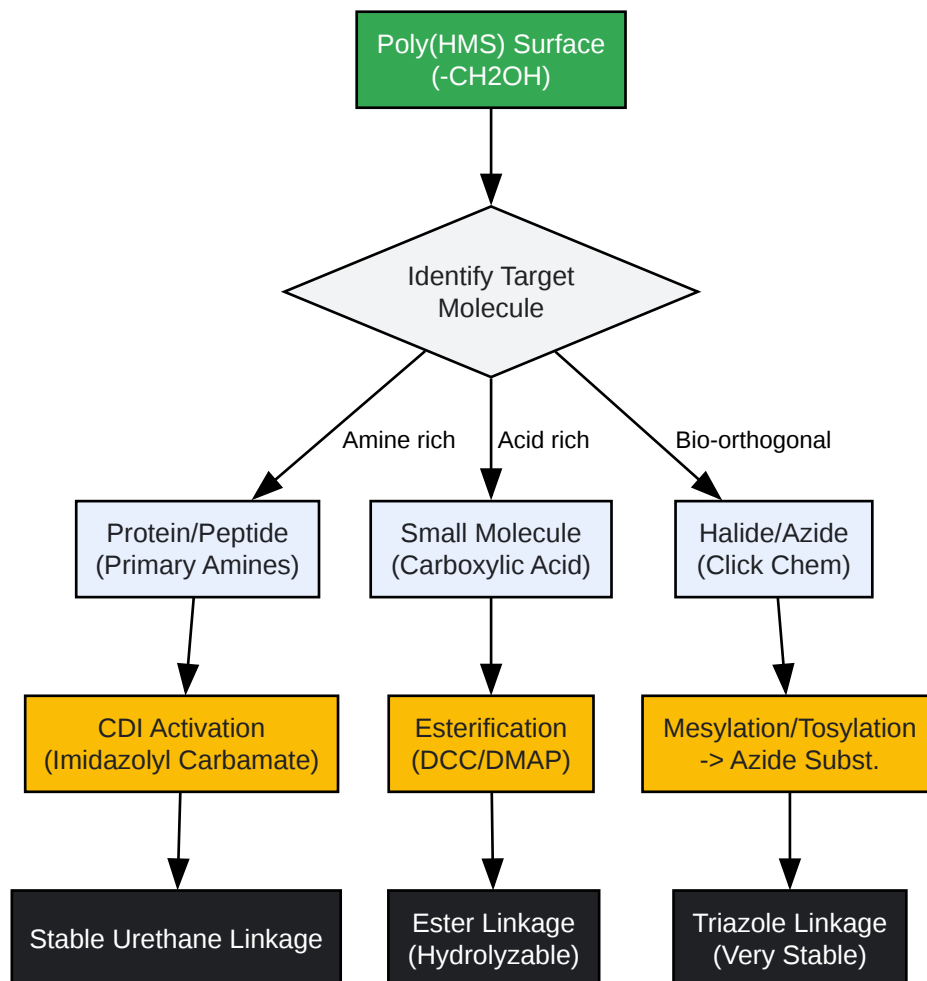 Poly(HMS) Surface
(-CH2OH)
Identify Target
Molecule
Amine rich
Acid rich
Bio-orthogonal
Protein/Peptide
(Primary Amines)
Small Molecule
(Carboxylic Acid)
Halide/Azide
(Click Chem)
CDI Activation
(Imidazolyl Carbamate)
Esterification
(DCC/DMAP)
Mesylation/Tosylation
-> Azide Subst.
Stable Urethane Linkage
Ester Linkage
(Hydrolyzable)
Triazole Linkage
(Very Stable)